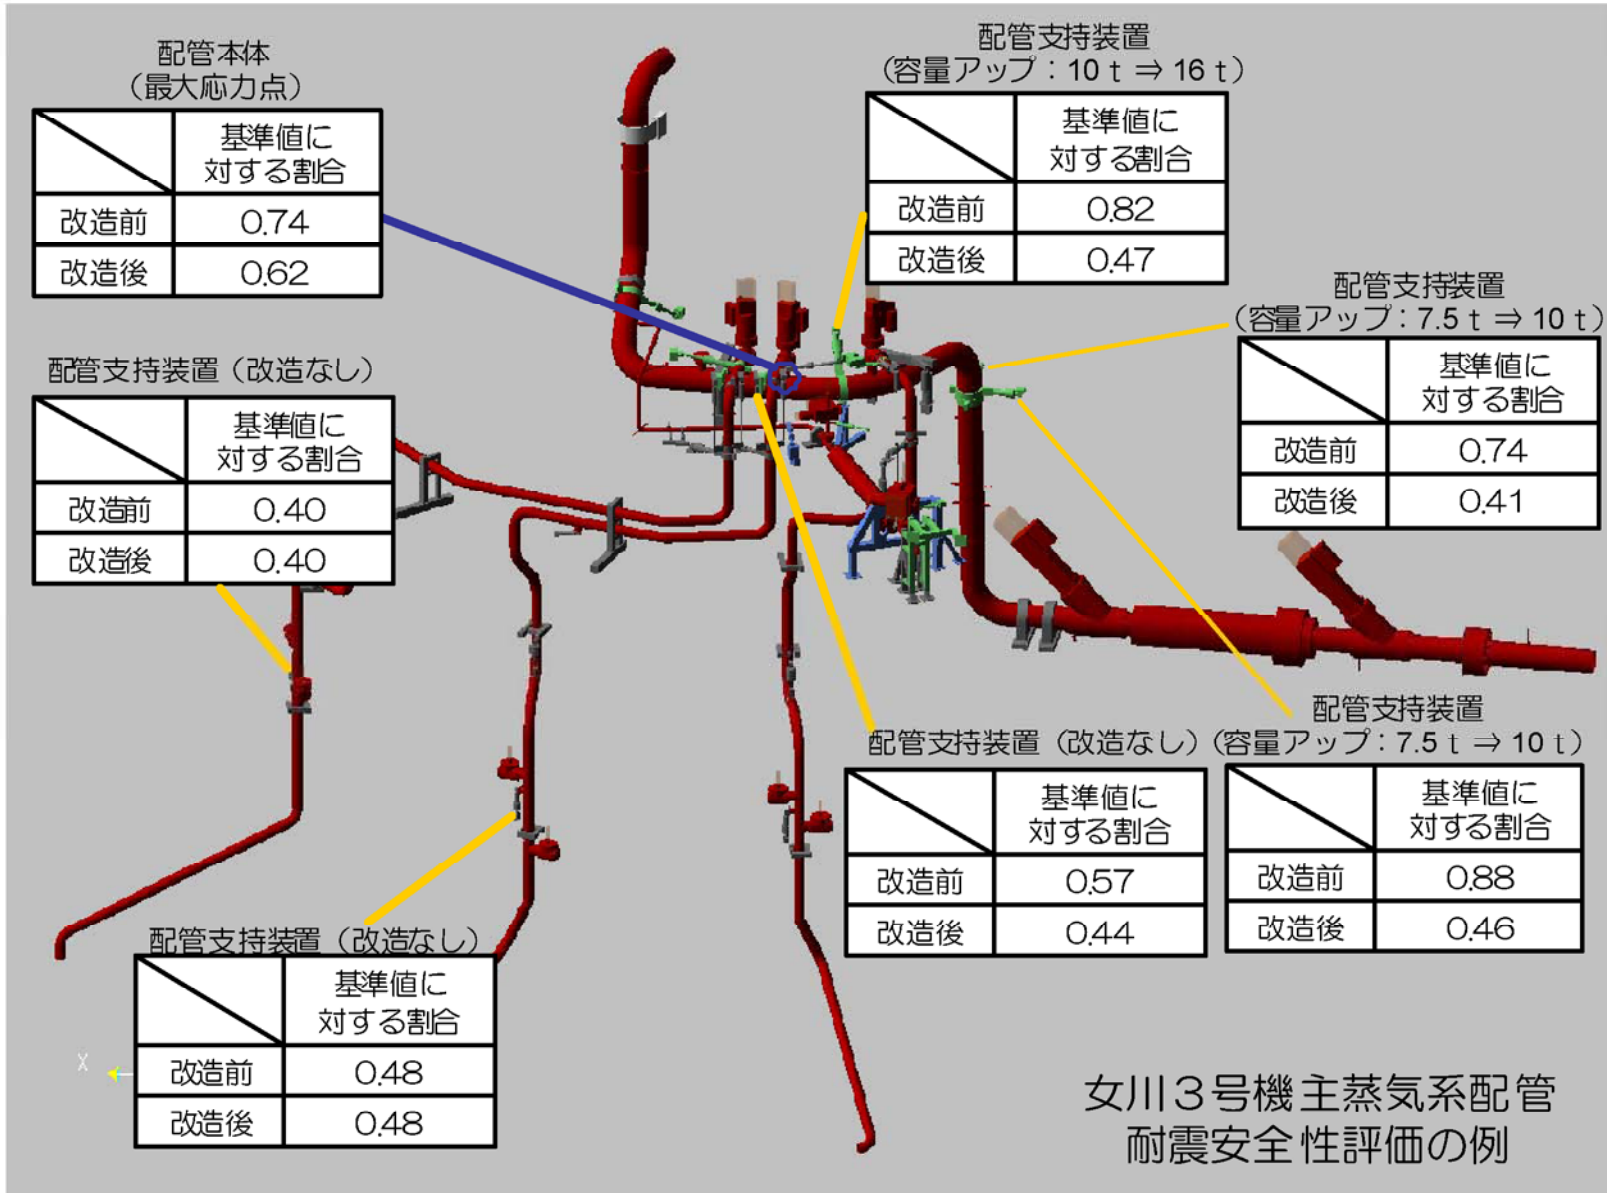 配管本体
（最大応力点）
基準値に
対する割合
改造前 0.74
改造後 0.62
配管支持装置
（容量アップ：10ｔ⇒16ｔ）
基準値に
対する割合
改造前 0.82
改造後 0.47
配管支持装置
（容量アップ：7.5ｔ⇒10ｔ）
基準値に
対する割合
改造前 0.74
改造後 0.41
配管支持装置（改造なし）
基準値に
対する割合
改造前 0.40
改造後 0.40
配管支持装置（改造なし）
基準値に
対する割合
改造前 0.57
改造後 0.44
配管支持装置
（容量アップ：7.5ｔ⇒10ｔ）
基準値に
対する割合
改造前 0.88
改造後 0.46
配管支持装置（改造なし）
基準値に
対する割合
改造前 0.48
改造後 0.48
X
女川３号機主蒸気系配管
耐震安全性評価の例